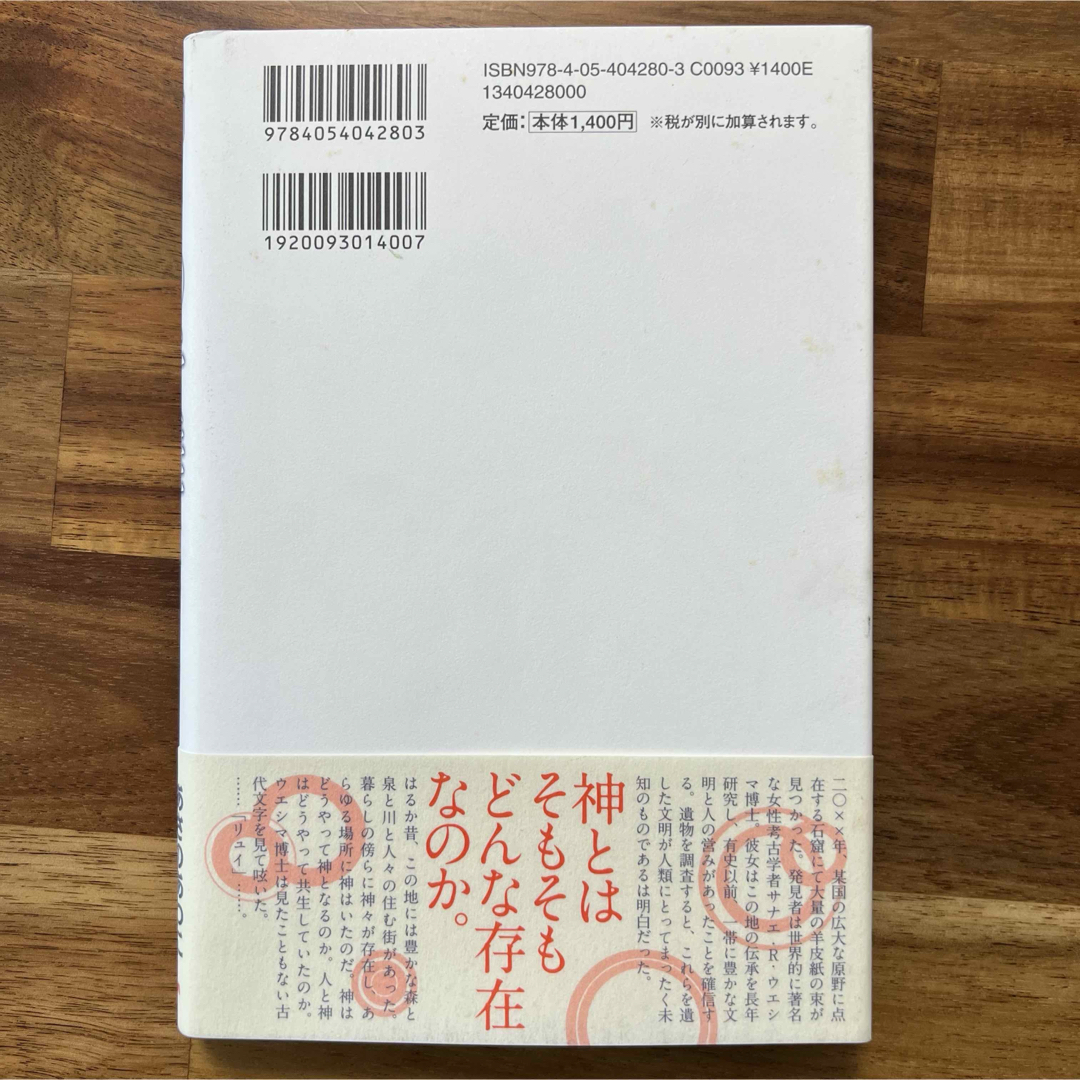 ISBN978-4-05-404280-3 C0093 ¥1400E
1340428000
定価：本体1,400円 ※税が別に加算されます。
9784054042803
1920093014007
二〇××年、某国の広大な原野に点
在する石窟にて大量の羊皮紙の束が
見つかった。発見者は世界的に著名
な女性考古学者サナエ・R・ウエシ
マ博士。彼女はこの地の伝承を長年
研究し、有史以前、一帯に豊かな文
明と人の営みがあったことを確信す
る。遺物を調査すると、これらを遺
した文明が人類にとってまったく未
知のものであるは明白だった。
神とは
そもそも
どんな存在
なのか。
はるか昔、この地には豊かな森と
泉と川と人々の住む街があった。
暮らしの傍らに神々が存在し、あ
らゆる場所に神はいたのだ。神は
どうやって神となるのか。人と神
はどうやって共生していたのか。
ウエシマ博士は見たこともない古
代文字を見て呟いた。
……「リュイ」……。